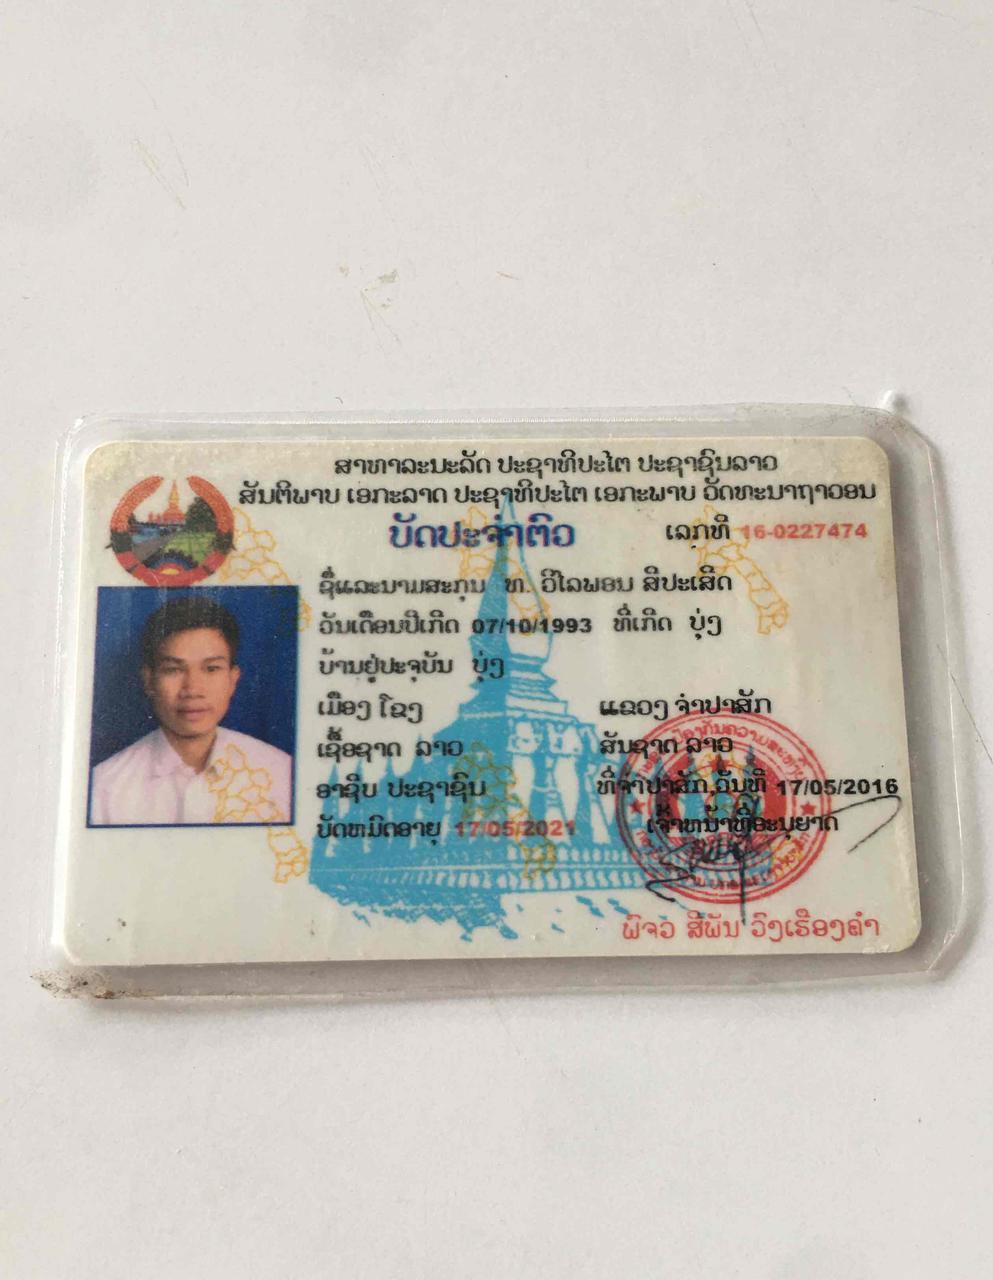 ສາທາລະນະລັດ ປະຊາທິປະໄຕ ປະຊາຊົນລາວ
ສັນຕິພາບ ເອກະລາດ ປະຊາທິປະໄຕ ເອກະພາບ ວັດທະນາຖາວອນ
ບັດປະຈຳຕົວ ເລກທີ 16-0227474
ຊື່ແລະນາມສະກຸນ ທ. ວິໄລພອນ ສີປະເສີດ
ວັນເດືອນປີເກີດ 07/10/1993 ທີ່ເກີດ ບຸ່ງ
ບ້ານຢູ່ປະຈຸບັນ ບຸ່ງ
ເມືອງ ໂຂງ ແຂວງ ຈຳປາສັກ
ເຊື້ອຊາດ ລາວ ສັນຊາດ ລາວ
ອາຊີບ ປະຊາຊົນ ທີ່ຈຳປາສັກ,ວັນທີ 17/05/2016
ບັດຫມົດອາຍຸ 17/05/2021 ເຈົ້າຫນ້າທີ່ອະນຸຍາດ
ພົຈວ ສີພັນ ວົງເຮືອງຄຳ